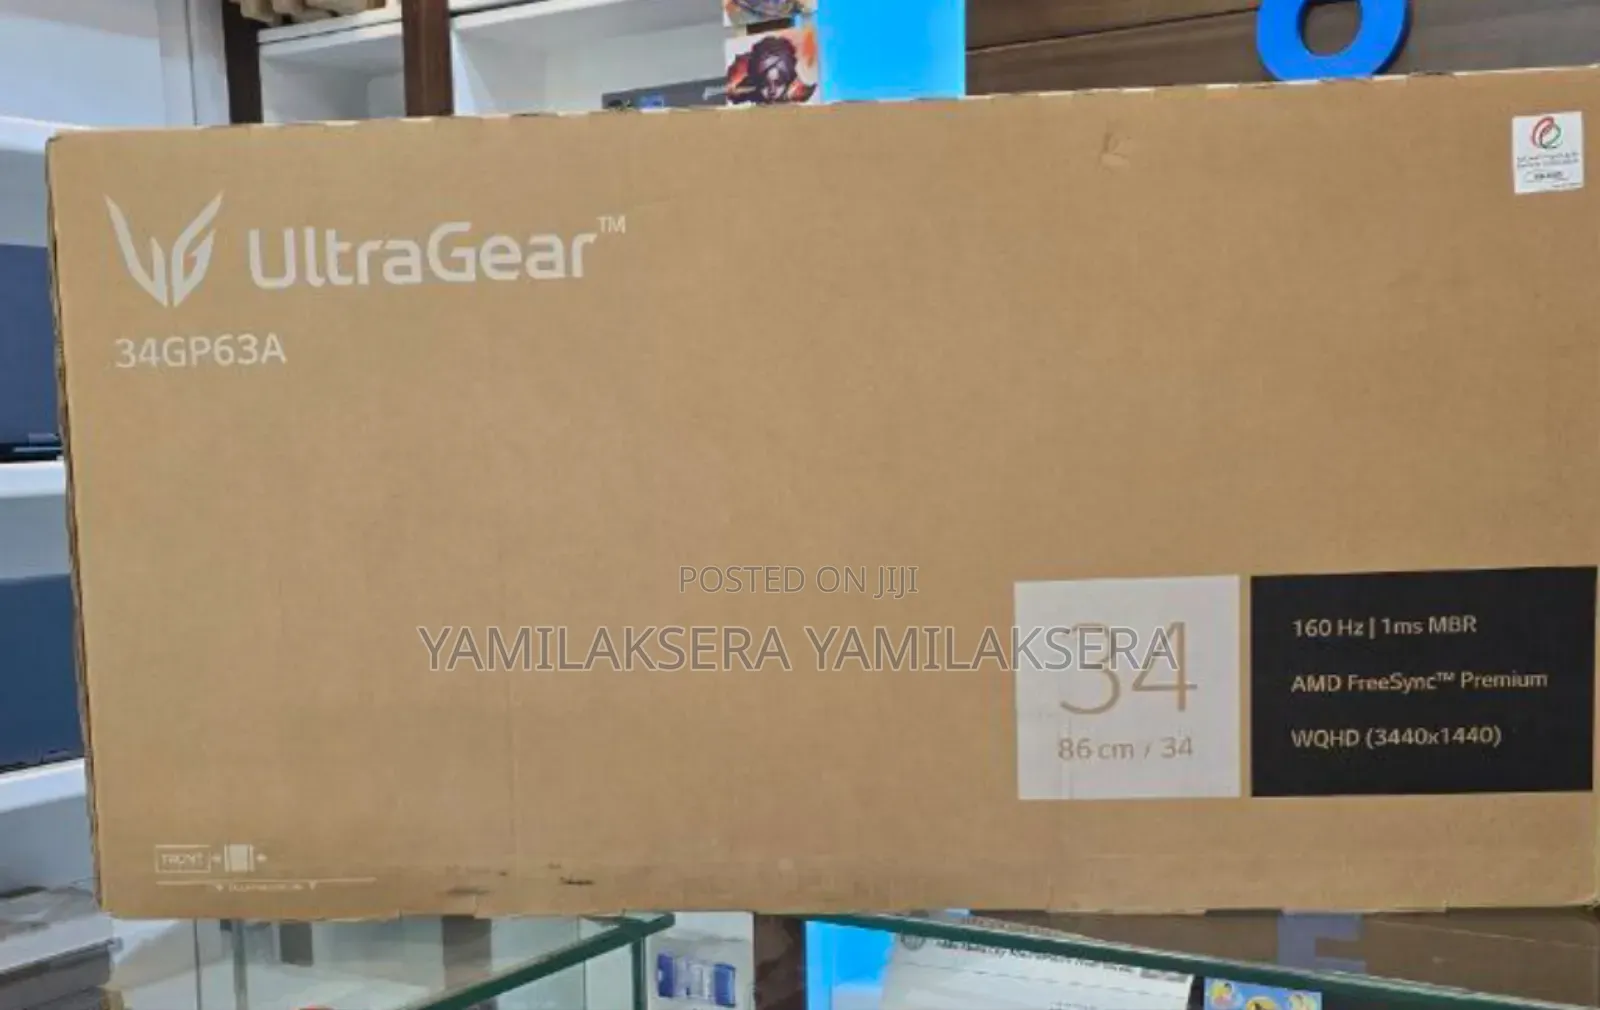 UltraGear™
34GP63A
POSTED ON JIJI
YAMILAKSERA YAMILAKSERA
34
86 cm / 34
160 Hz | 1ms MBR
AMD FreeSync™ Premium
WQHD (3440x1440)
FRONT